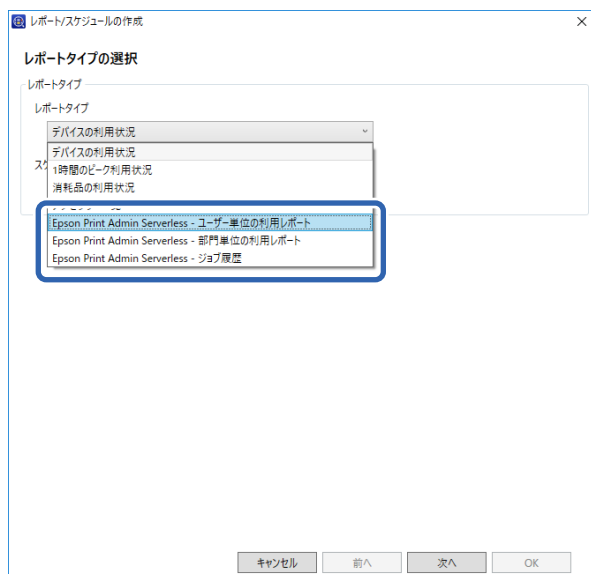 レポート/スケジュールの作成
レポートタイプの選択
レポートタイプ
レポートタイプ
デバイスの利用状況
デバイスの利用状況
1時間のピーク利用状況
消耗品の利用状況
Epson Print Admin Serverless - ユーザー単位の利用レポート
Epson Print Admin Serverless - 部門単位の利用レポート
Epson Print Admin Serverless - ジョブ履歴
キャンセル 前へ 次へ OK